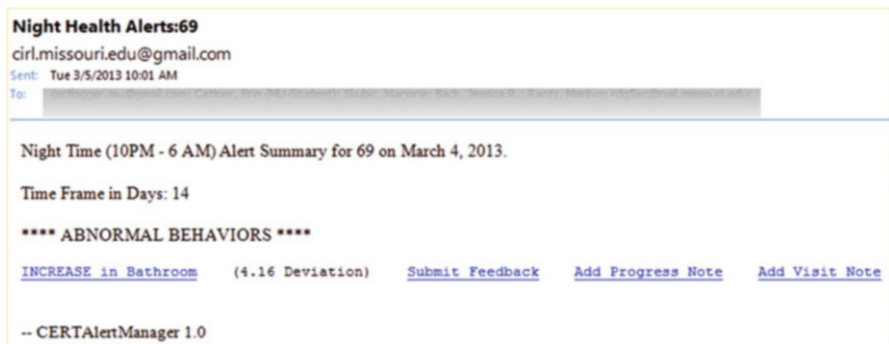 Night Health Alerts:69
cirl.missouri.edu@gmail.com
Sent: Tue 3/5/2013 10:01 AM
To:
Night Time (10PM - 6 AM) Alert Summary for 69 on March 4, 2013.
Time Frame in Days: 14
**** ABNORMAL BEHAVIORS ****
INCREASE in Bathroom (4.16 Deviation) Submit Feedback Add Progress Note Add Visit Note
-- CERTAlertManager 1.0